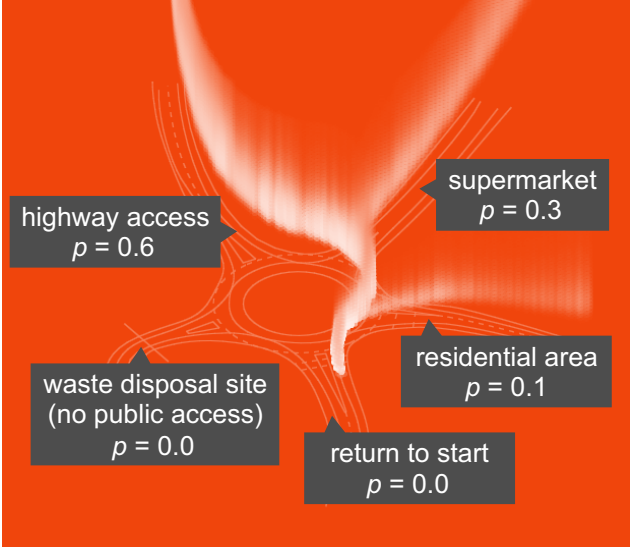 supermarket
p = 0.3
highway access
p = 0.6
residential area
p = 0.1
waste disposal site
(no public access)
p = 0.0
return to start
p = 0.0